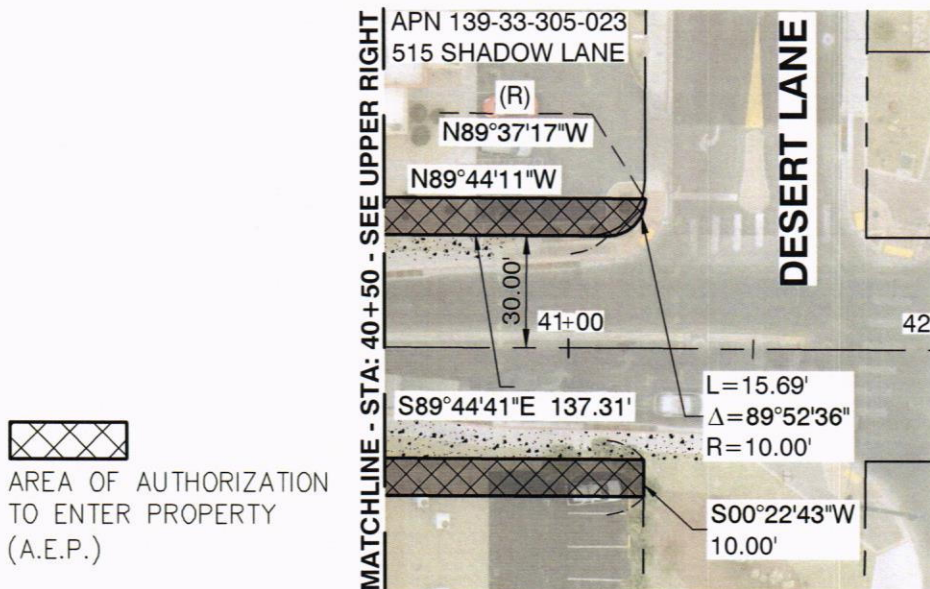 APN 139-33-305-023
515 SHADOW LANE
(R)
N89°37'17"W
N89°44'11"W
MATCHLINE - STA: 40+50 - SEE UPPER RIGHT
DESERT LANE
30.00'
41+00
42
S89°44'41"E 137.31'
L=15.69'
Δ=89°52'36"
R=10.00'
S00°22'43"W
10.00'
AREA OF AUTHORIZATION
TO ENTER PROPERTY
(A.E.P.)